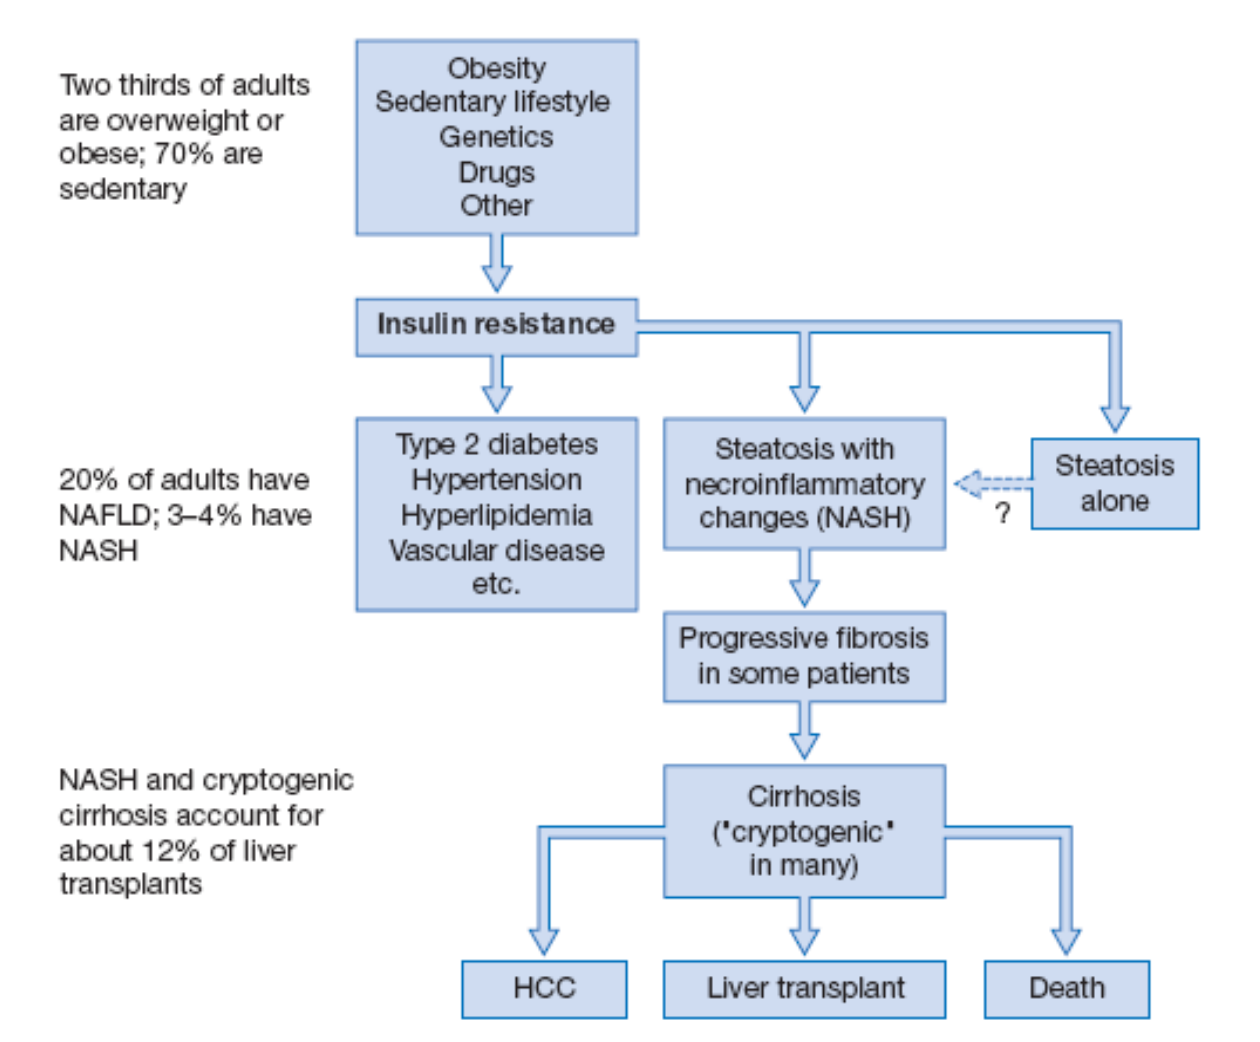 Two thirds of adults
are overweight or
obese; 70% are
sedentary
Obesity
Sedentary lifestyle
Genetics
Drugs
Other
Insulin resistance
20% of adults have
NAFLD; 3–4% have
NASH
Type 2 diabetes
Hypertension
Hyperlipidemia
Vascular disease
etc.
Steatosis with
necroinflammatory
changes (NASH)
?
Steatosis
alone
Progressive fibrosis
in some patients
NASH and cryptogenic
cirrhosis account for
about 12% of liver
transplants
Cirrhosis
("cryptogenic"
in many)
HCC
Liver transplant
Death